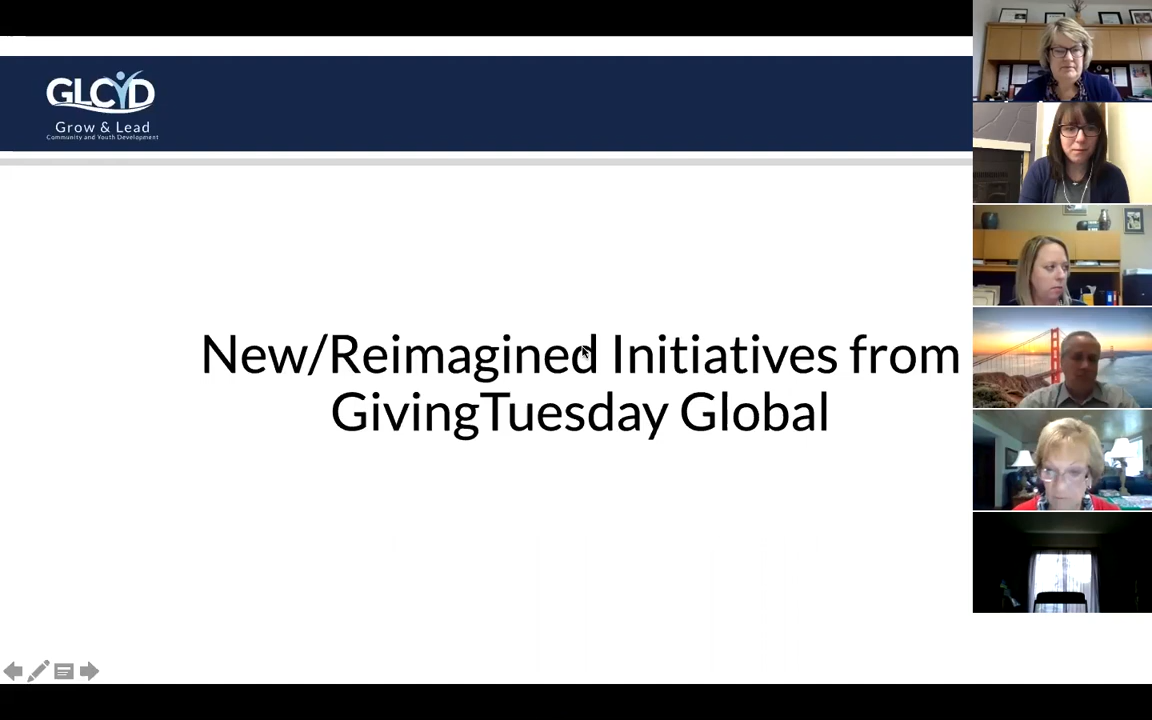 GLCYD
Grow & Lead
Community and Youth Development
New/Reimagined Initiatives from
GivingTuesday Global